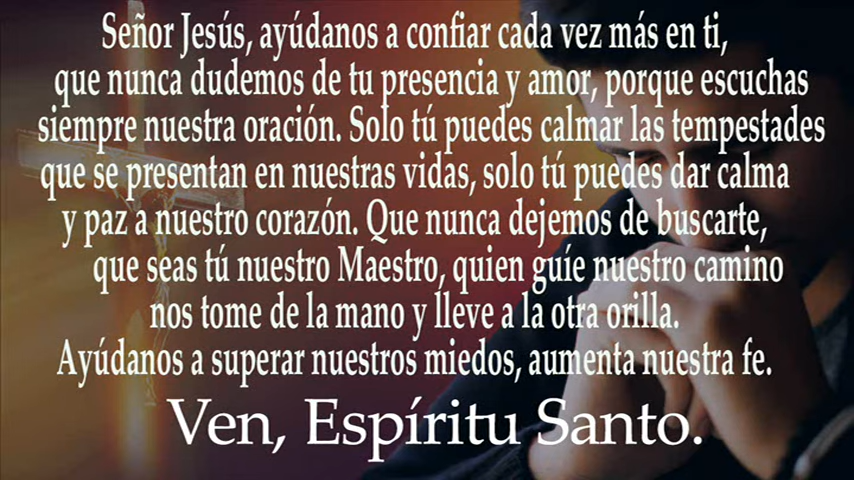 Señor Jesús, ayúdanos a confiar cada vez más en ti,
que nunca dudemos de tu presencia y amor, porque escuchas
siempre nuestra oración. Solo tú puedes calmar las tempestades
que se presentan en nuestras vidas, solo tú puedes dar calma
y paz a nuestro corazón. Que nunca dejemos de buscarte,
que seas tú nuestro Maestro, quien guíe nuestro camino
nos tome de la mano y lleve a la otra orilla.
Ayúdanos a superar nuestros miedos, aumenta nuestra fe.
Ven, Espíritu Santo.